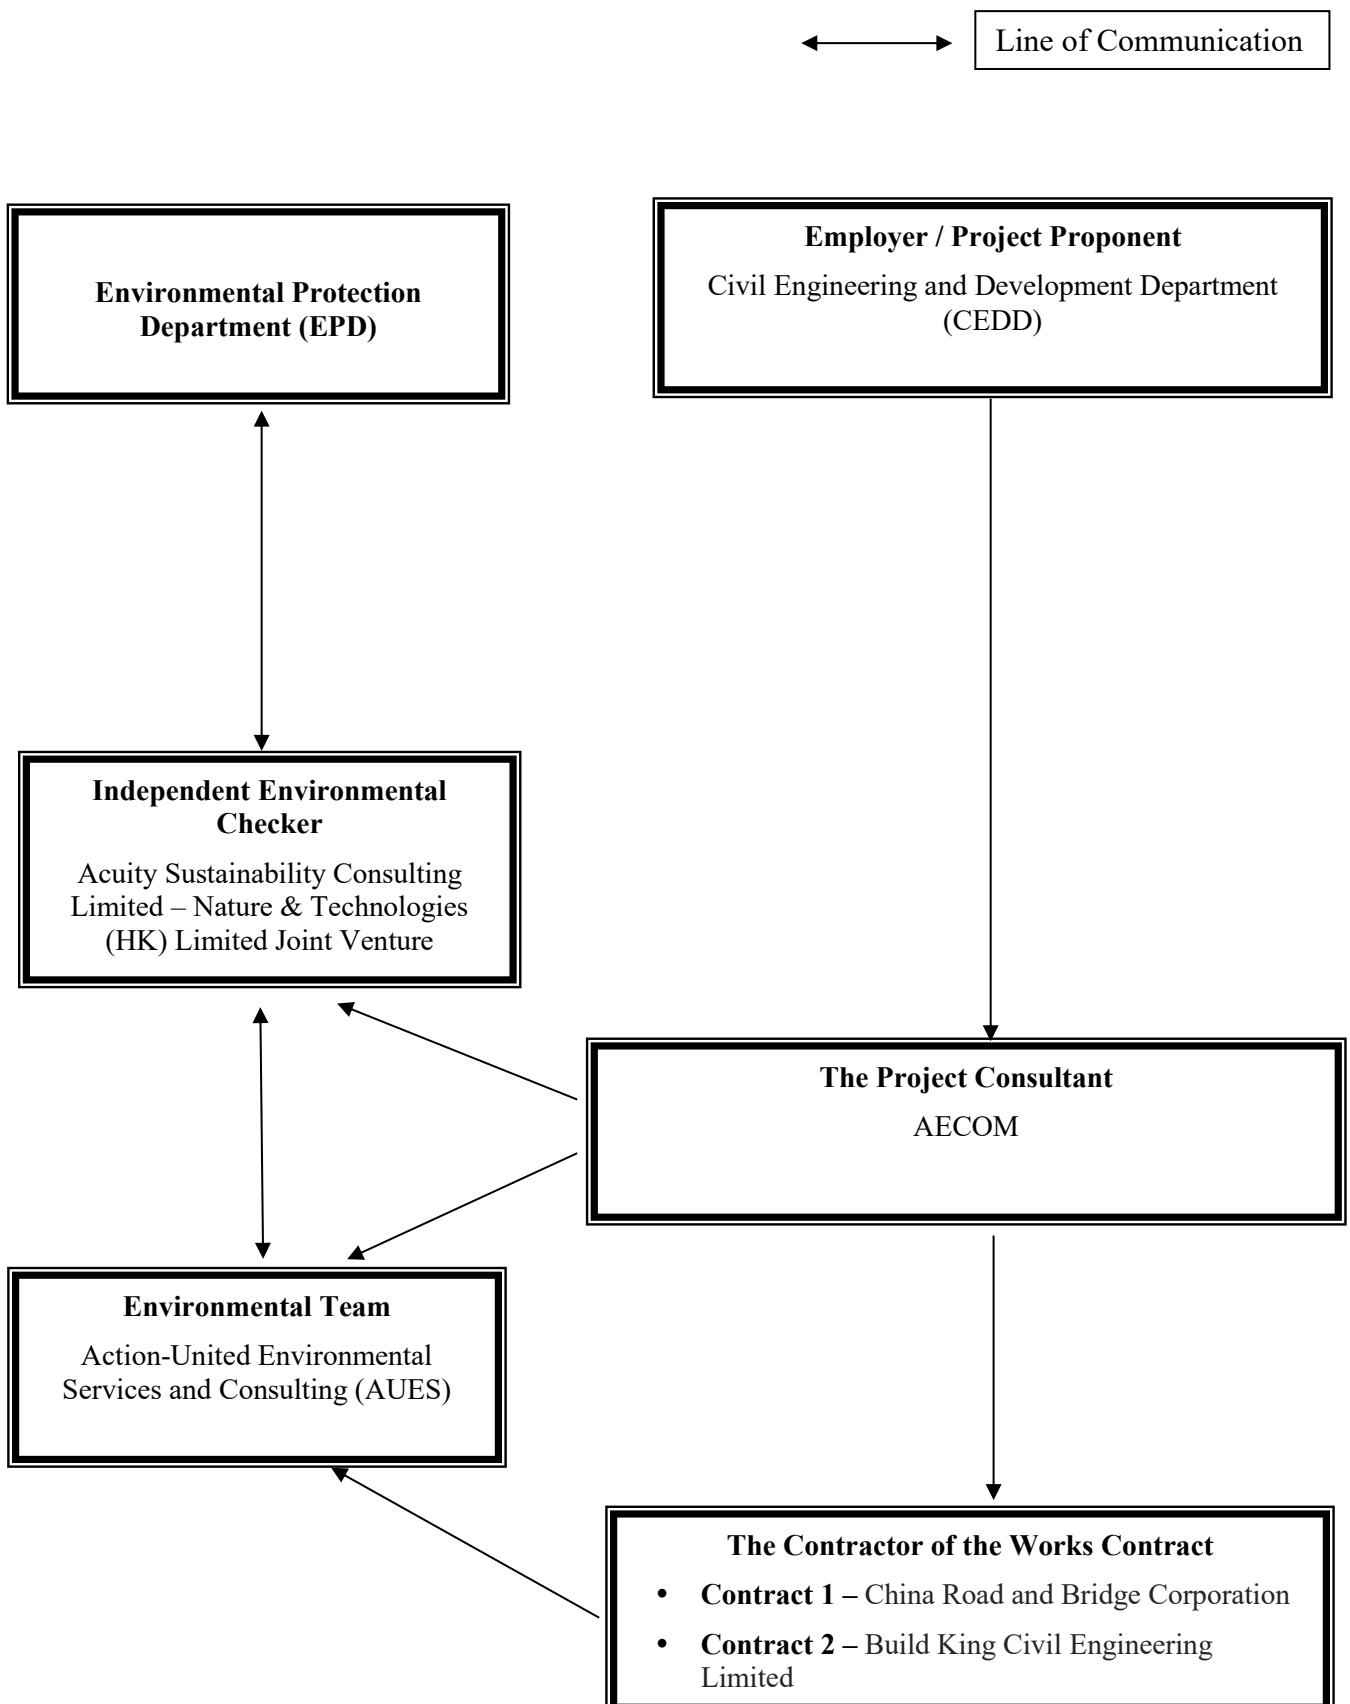 Line of Communication
Environmental Protection
Department (EPD)
Employer / Project Proponent
Civil Engineering and Development Department
(CEDD)
Independent Environmental
Checker
Acuity Sustainability Consulting
Limited – Nature & Technologies
(HK) Limited Joint Venture
The Project Consultant
AECOM
Environmental Team
Action-United Environmental
Services and Consulting (AUES)
The Contractor of the Works Contract
• Contract 1 – China Road and Bridge Corporation
• Contract 2 – Build King Civil Engineering
Limited